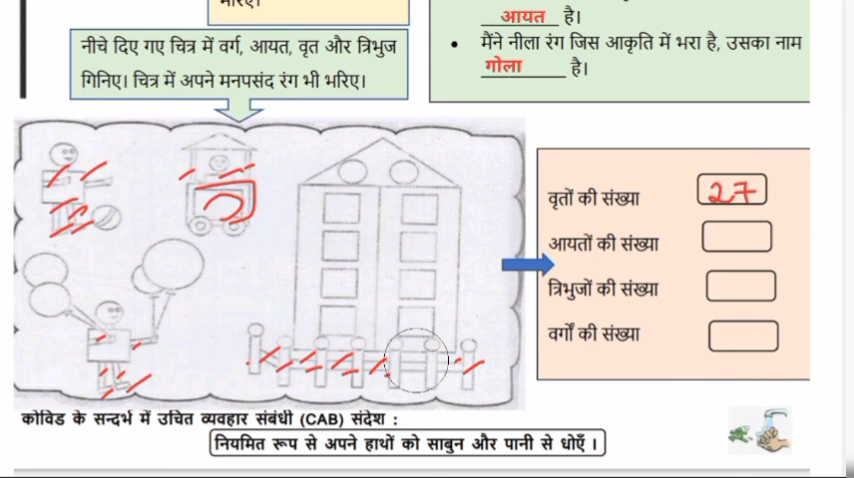 आयत है।
• मैंने नीला रंग जिस आकृति में भरा है, उसका नाम
गोला है।
नीचे दिए गए चित्र में वर्ग, आयत, वृत और त्रिभुज
गिनिए। चित्र में अपने मनपसंद रंग भी भरिए।
वृतों की संख्या 27
आयतों की संख्या
त्रिभुजों की संख्या
वर्गों की संख्या
कोविड के सन्दर्भ में उचित व्यवहार संबंधी (CAB) संदेश :
नियमित रूप से अपने हाथों को साबुन और पानी से धोएँ ।